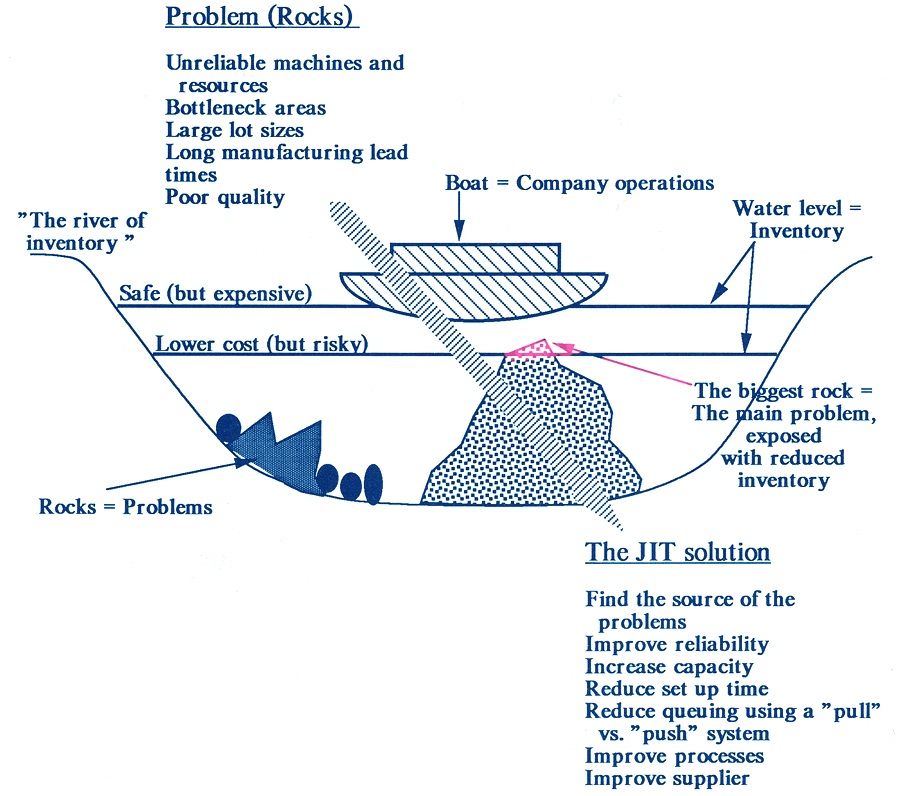 Problem (Rocks)
Unreliable machines and
resources
Bottleneck areas
Large lot sizes
Long manufacturing lead
times
Poor quality
Boat = Company operations
Water level =
Inventory
"The river of
inventory "
Safe (but expensive)
Lower cost (but risky)
The biggest rock =
The main problem,
exposed
with reduced
inventory
Rocks = Problems
The JIT solution
Find the source of the
problems
Improve reliability
Increase capacity
Reduce set up time
Reduce queuing using a "pull"
vs. "push" system
Improve processes
Improve supplier